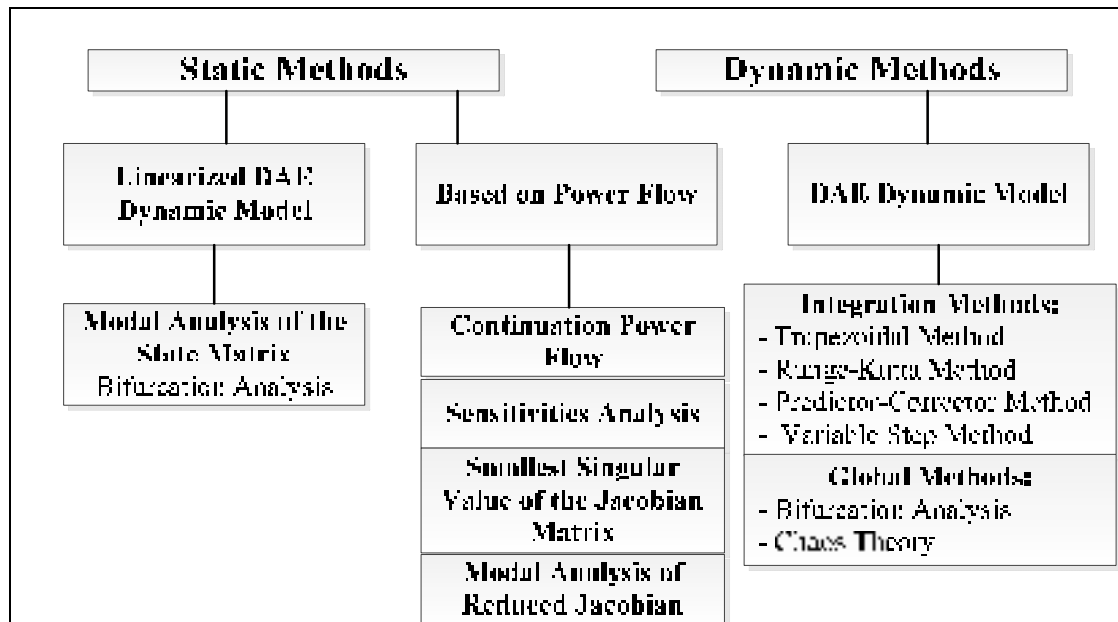 Static Methods
Dynamic Methods
Linearized DAE
Dynamic Model
Based on Power Flow
DAE Dynamic Model
Modal Analysis of the
State Matrix
Bifurcation Analysis
Continuation Power
Flow
Sensitivities Analysis
Smallest Singular
Value of the Jacobian
Matrix
Modal Analysis of
Reduced Jacobian
Integration Methods:
- Trapezoidal Method
- Runge-Kutta Method
- Predictor-Corrector Method
- Variable Step Method
Global Methods:
- Bifurcation Analysis
- Chaos Theory